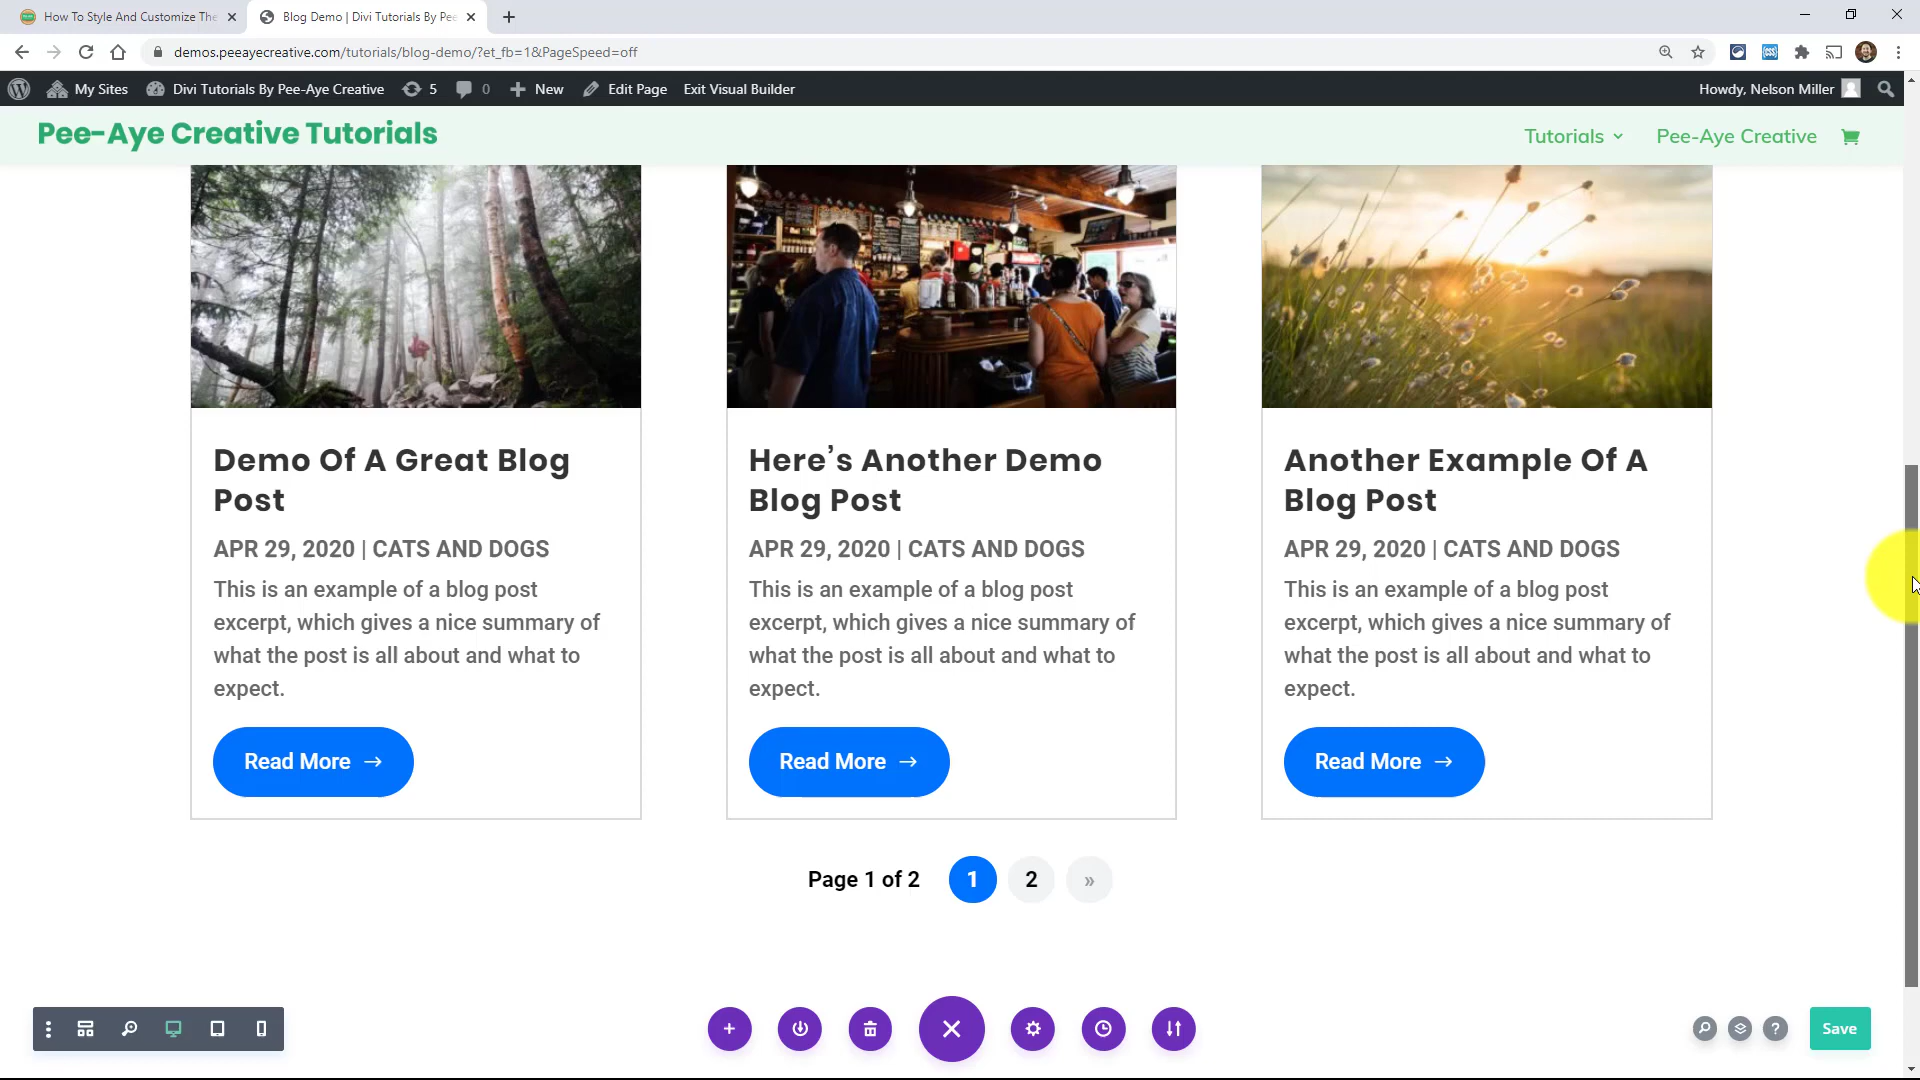 How To Style And Customize The
Blog Demo | Divi Tutorials By Pee
demos.peeayecreative.com/tutorials/blog-demo/?et_fb=1&PageSpeed=off
My Sites Divi Tutorials By Pee-Aye Creative 5 0 New Edit Page Exit Visual Builder Howdy, Nelson Miller
Pee-Aye Creative Tutorials
Tutorials Pee-Aye Creative
Demo Of A Great Blog
Post
APR 29, 2020 | CATS AND DOGS
This is an example of a blog post
excerpt, which gives a nice summary of
what the post is all about and what to
expect.
Read More →
Here’s Another Demo
Blog Post
APR 29, 2020 | CATS AND DOGS
This is an example of a blog post
excerpt, which gives a nice summary of
what the post is all about and what to
expect.
Read More →
Another Example Of A
Blog Post
APR 29, 2020 | CATS AND DOGS
This is an example of a blog post
excerpt, which gives a nice summary of
what the post is all about and what to
expect.
Read More →
Page 1 of 2 1 2 »
Save